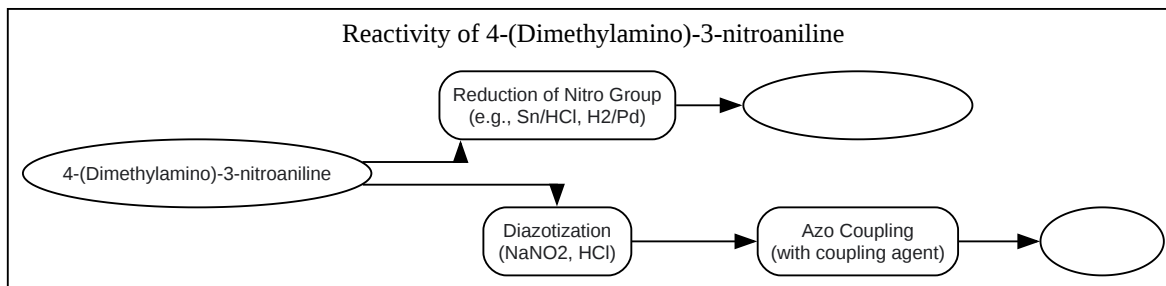 Reactivity of 4-(Dimethylamino)-3-nitroaniline
Reduction of Nitro Group
(e.g., Sn/HCl, H2/Pd)
4-(Dimethylamino)-3-nitroaniline
Diazotization
(NaNO2, HCl)
Azo Coupling
(with coupling agent)